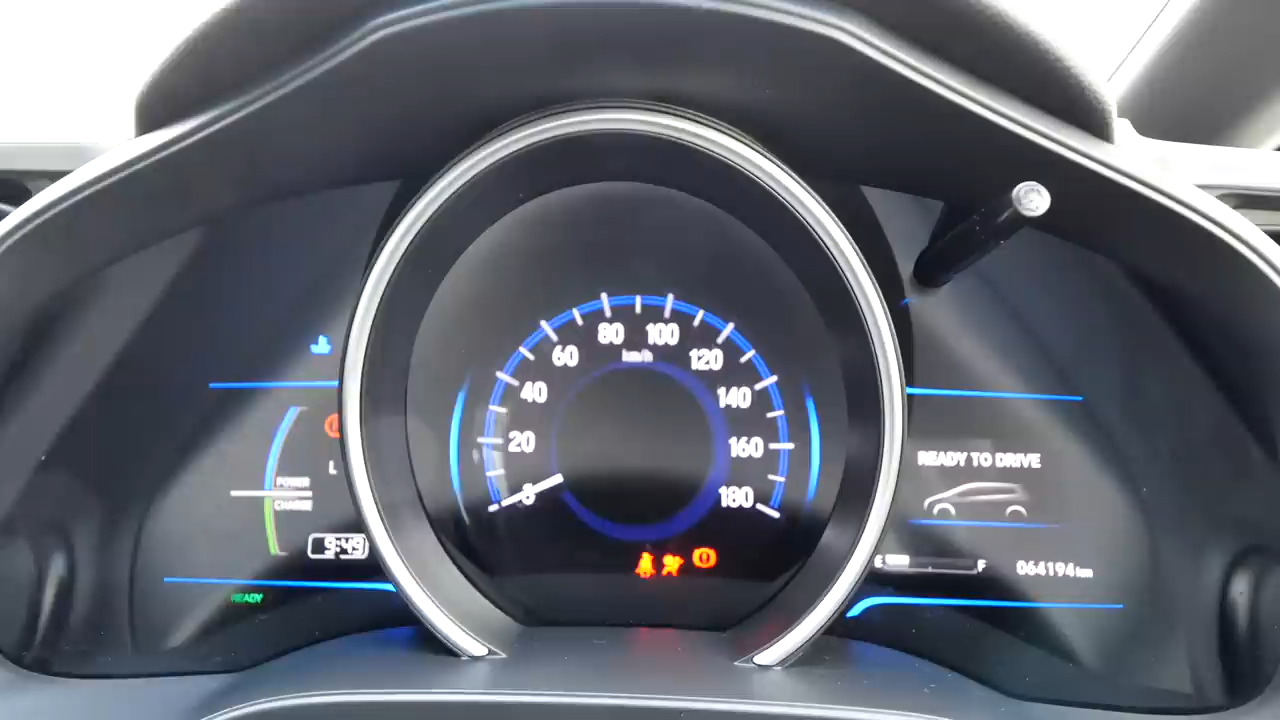 80 100
km/h
60 120
40 140
20 160
0 180
L
POWER
CHARGE
9:49
READY
READY TO DRIVE
E F
064194km